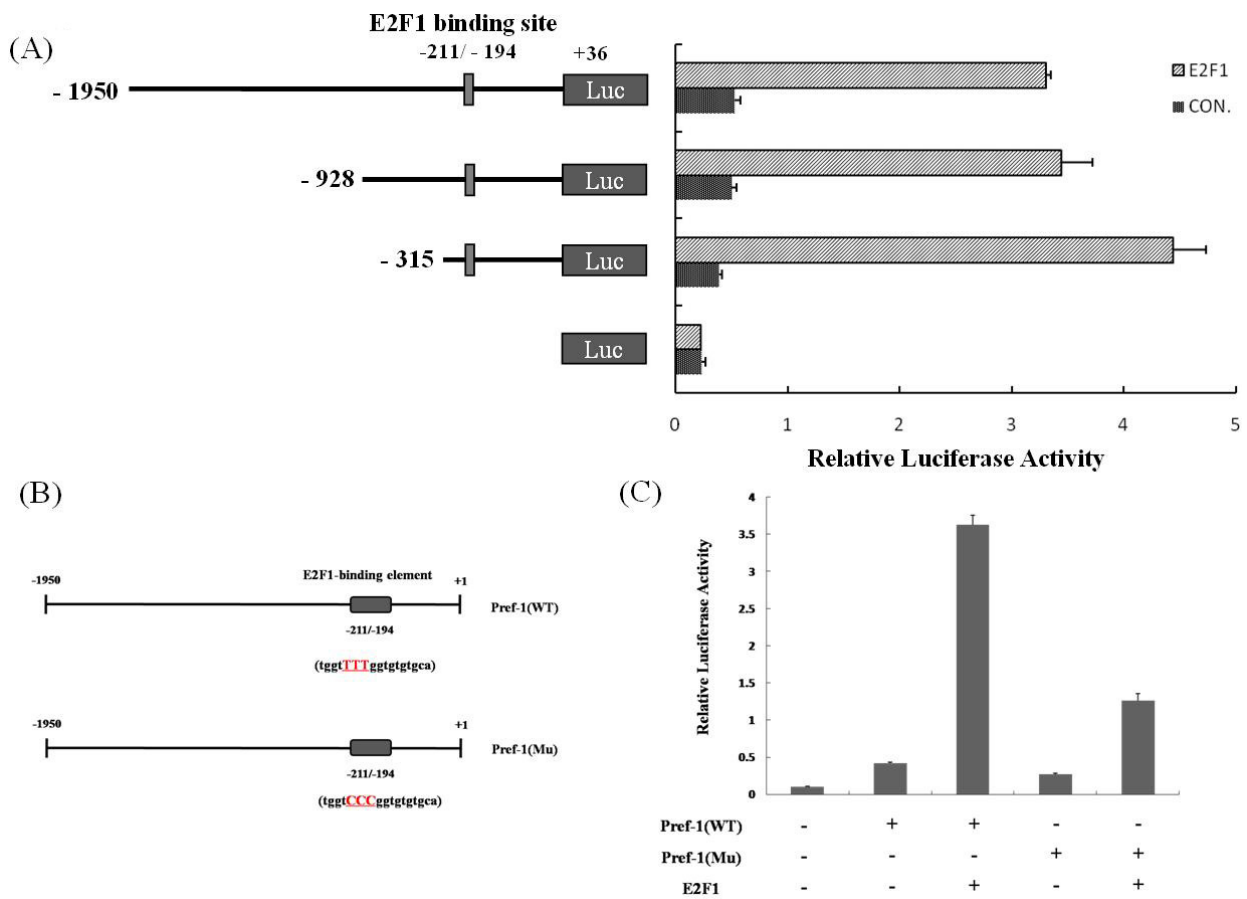 (A)
E2F1 binding site
-211/ - 194 +36
- 1950 Luc
- 928 Luc
- 315 Luc
Luc
E2F1
CON.
0 1 2 3 4 5
Relative Luciferase Activity
(B)
-1950 E2F1-binding element +1
Pref-1(WT)
-211/-194
(tggtTTTggtgtgtgca)
-1950 +1
Pref-1(Mu)
-211/-194
(tggtCCCggtgtgtgca)
(C)
Relative Luciferase Activity
4
3.5
3
2.5
2
1.5
1
0.5
0
Pref-1(WT) - + + - -
Pref-1(Mu) - - - + +
E2F1 - - + - +